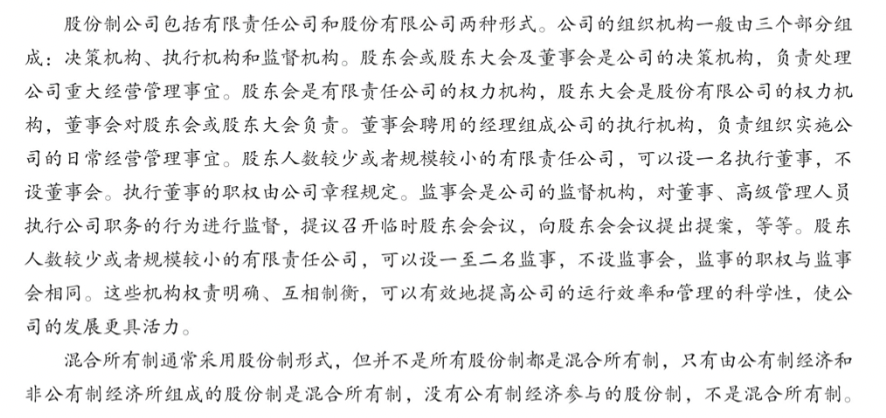 股份制公司包括有限责任公司和股份有限公司两种形式。公司的组织机构一般由三个部分组
成：决策机构、执行机构和监督机构。股东会或股东大会及董事会是公司的决策机构，负责处理
公司重大经营管理事宜。股东会是有限责任公司的权力机构，股东大会是股份有限公司的权力机
构，董事会对股东会或股东大会负责。董事会聘用的经理组成公司的执行机构，负责组织实施公
司的日常经营管理事宜。股东人数较少或者规模较小的有限责任公司，可以设一名执行董事，不
设董事会。执行董事的职权由公司章程规定。监事会是公司的监督机构，对董事、高级管理人员
执行公司职务的行为进行监督，提议召开临时股东会会议，向股东会会议提出提案，等等。股东
人数较少或者规模较小的有限责任公司，可以设一至二名监事，不设监事会，监事的职权与监事
会相同。这些机构权责明确、互相制衡，可以有效地提高公司的运行效率和管理的科学性，使公
司的发展更具活力。
混合所有制通常采用股份制形式，但并不是所有股份制都是混合所有制，只有由公有制经济和
非公有制经济所组成的股份制是混合所有制，没有公有制经济参与的股份制，不是混合所有制。